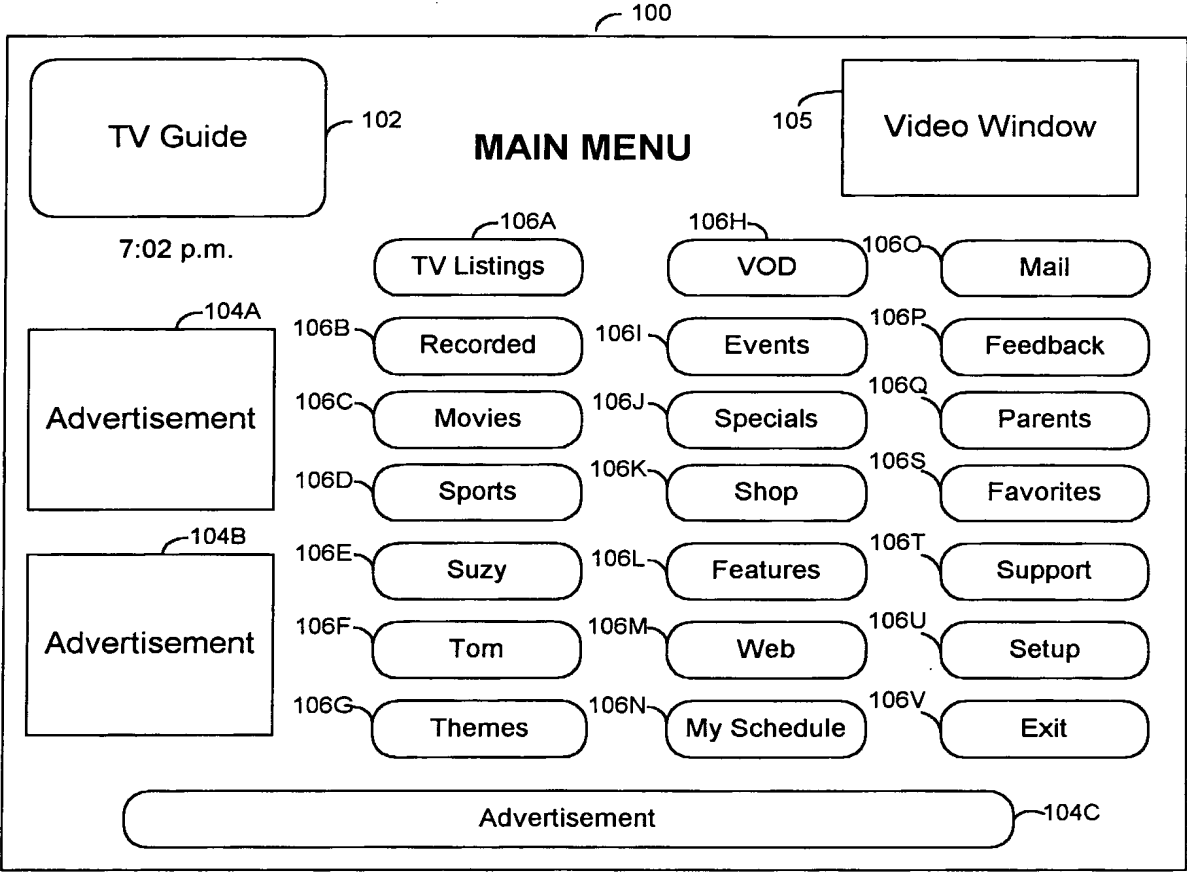 100
TV Guide
102
MAIN MENU
105
Video Window
7:02 p.m.
106A
TV Listings
106H
VOD
106O
Mail
104A
Advertisement
106B
Recorded
106I
Events
106P
Feedback
106C
Movies
106J
Specials
106Q
Parents
106D
Sports
106K
Shop
106S
Favorites
104B
Advertisement
106E
Suzy
106L
Features
106T
Support
106F
Tom
106M
Web
106U
Setup
106G
Themes
106N
My Schedule
106V
Exit
Advertisement
104C